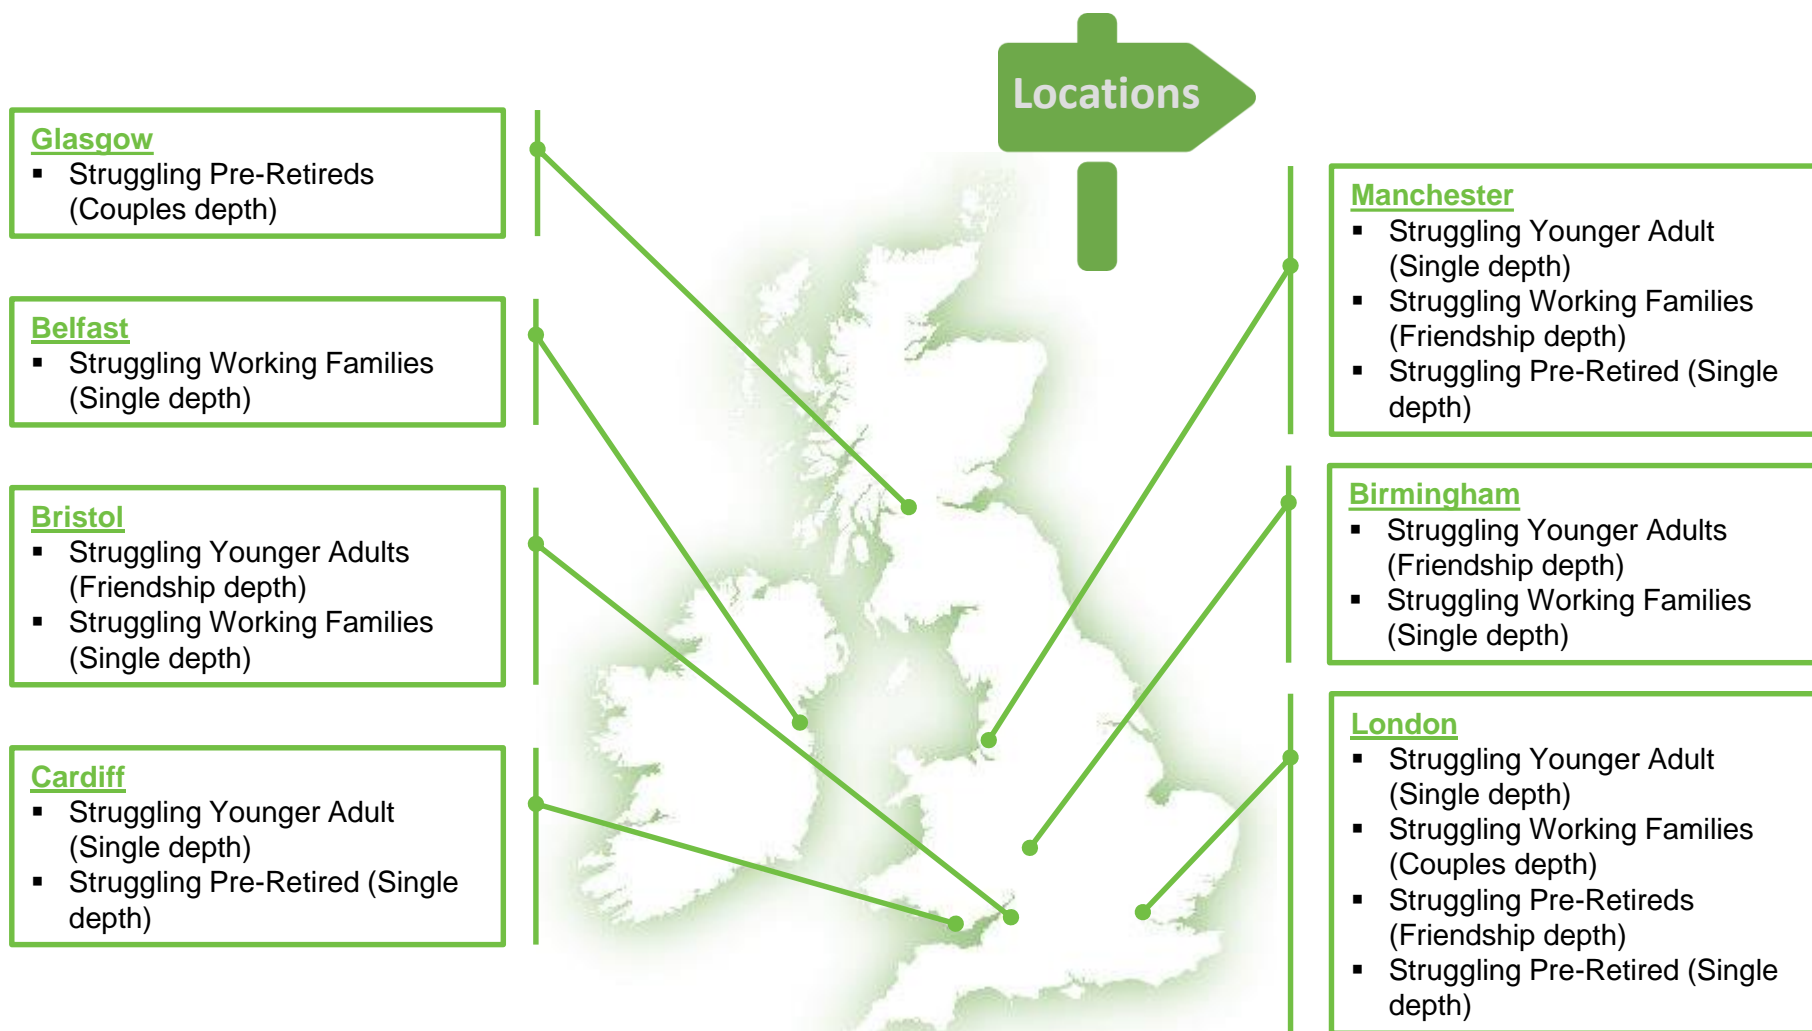 Locations
Glasgow
▪ Struggling Pre-Retireds
(Couples depth)
Belfast
▪ Struggling Working Families
(Single depth)
Bristol
▪ Struggling Younger Adults
(Friendship depth)
▪ Struggling Working Families
(Single depth)
Cardiff
▪ Struggling Younger Adult
(Single depth)
▪ Struggling Pre-Retired (Single
depth)
Manchester
▪ Struggling Younger Adult
(Single depth)
▪ Struggling Working Families
(Friendship depth)
▪ Struggling Pre-Retired (Single
depth)
Birmingham
▪ Struggling Younger Adults
(Friendship depth)
▪ Struggling Working Families
(Single depth)
London
▪ Struggling Younger Adult
(Single depth)
▪ Struggling Working Families
(Couples depth)
▪ Struggling Pre-Retireds
(Friendship depth)
▪ Struggling Pre-Retired (Single
depth)